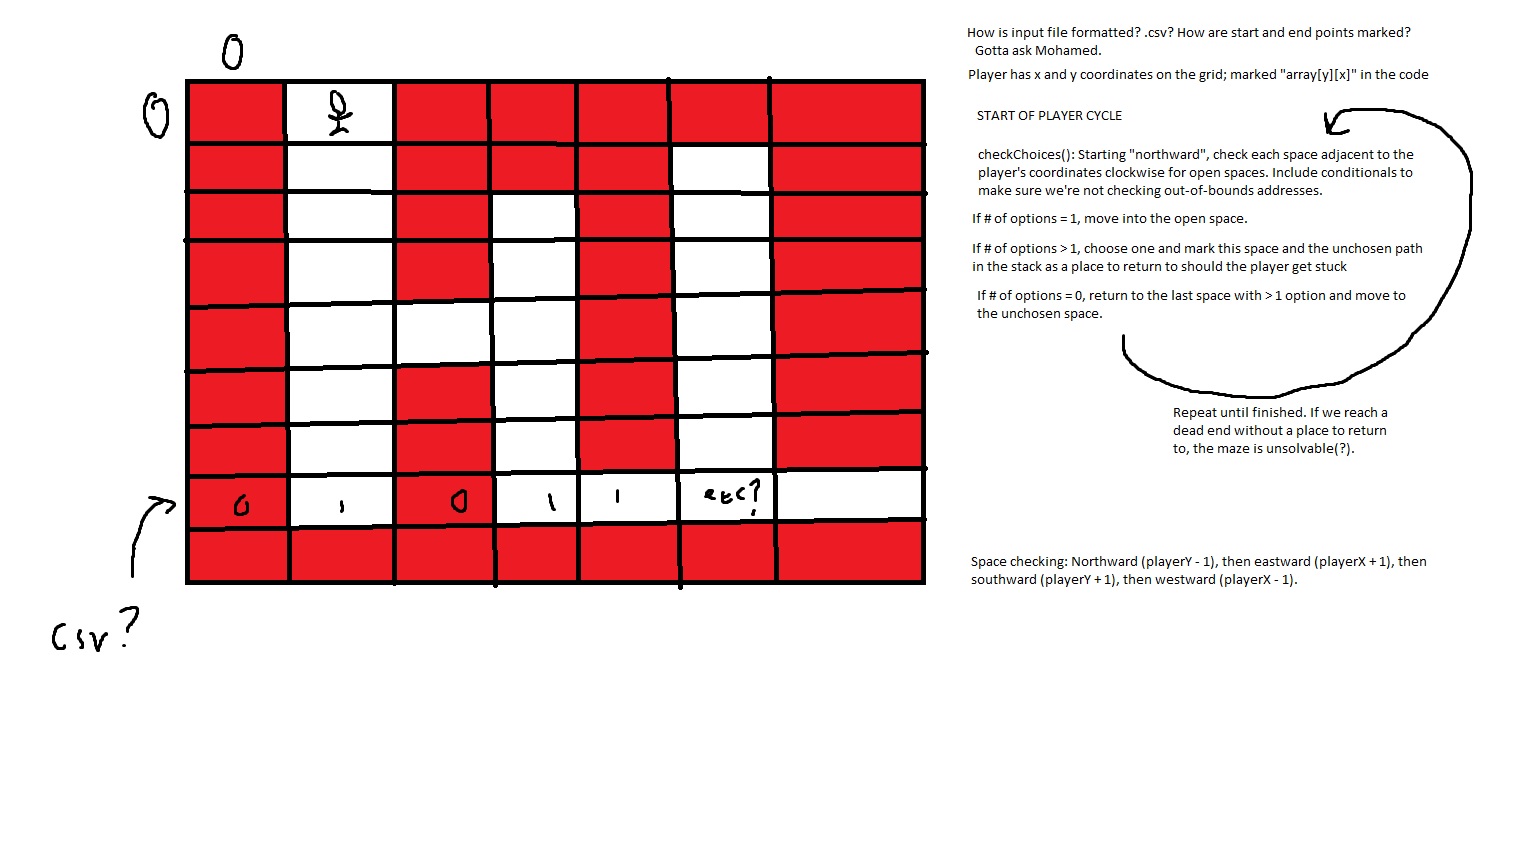 0
0
0 1 0 1 1 etc?
csv?
How is input file formatted? .csv? How are start and end points marked?
Gotta ask Mohamed.
Player has x and y coordinates on the grid; marked "array[y][x]" in the code
START OF PLAYER CYCLE
checkChoices(): Starting "northward", check each space adjacent to the
player's coordinates clockwise for open spaces. Include conditionals to
make sure we're not checking out-of-bounds addresses.
If # of options = 1, move into the open space.
If # of options > 1, choose one and mark this space and the unchosen path
in the stack as a place to return to should the player get stuck
If # of options = 0, return to the last space with > 1 option and move to
the unchosen space.
Repeat until finished. If we reach a
dead end without a place to return
to, the maze is unsolvable(?).
Space checking: Northward (playerY - 1), then eastward (playerX + 1), then
southward (playerY + 1), then westward (playerX - 1).